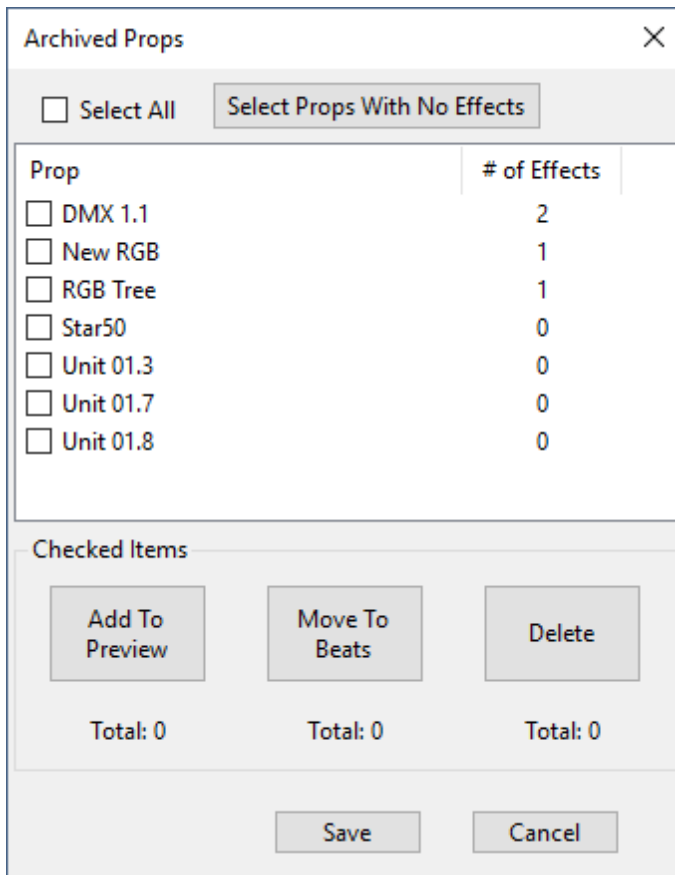 Archived Props
Select All Select Props With No Effects
Prop # of Effects
DMX 1.1 2
New RGB 1
RGB Tree 1
Star50 0
Unit 01.3 0
Unit 01.7 0
Unit 01.8 0
Checked Items
Add To Preview
Move To Beats
Delete
Total: 0 Total: 0 Total: 0
Save Cancel